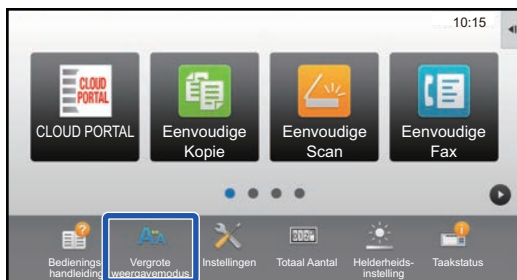 10:15
CLOUD
PORTAL
CLOUD PORTAL
Eenvoudige
Kopie
Eenvoudige
Scan
Eenvoudige
Fax
Bedienings-
handleiding
Vergrote
weergavemodus
Instellingen
Totaal Aantal
Helderheids-
instelling
Taakstatus